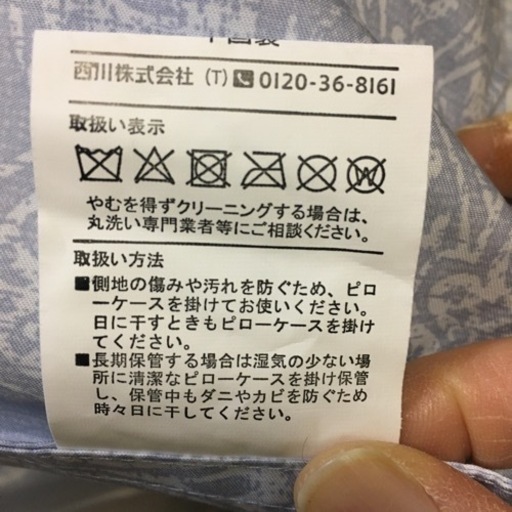 中国製
西川株式会社 (T) 0120-36-8161
取扱い表示
W
やむを得ずクリーニングする場合は、
丸洗い専門業者等にご相談ください。
取扱い方法
■側地の傷みや汚れを防ぐため、ピロ
ーケースを掛けてお使いください。
日に干すときもピローケースを掛け
てください。
■長期保管する場合は湿気の少ない場
所に清潔なピローケースを掛け保管
し、保管中もダニやカビを防ぐため
時々日に干してください。